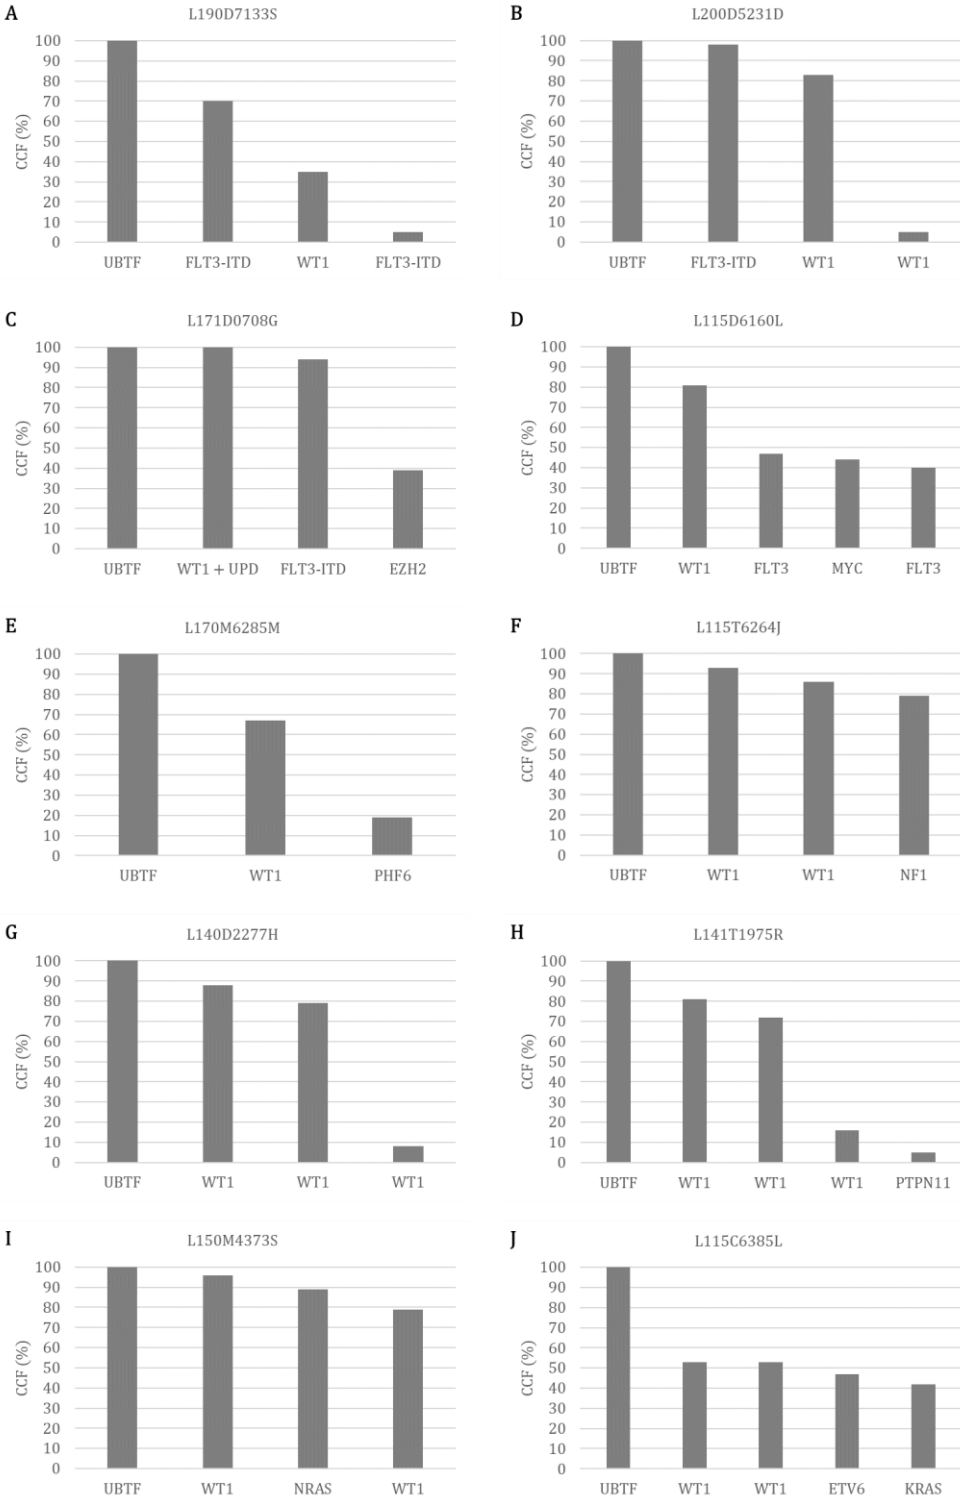 A
L190D7133S
CCF (%)
100
90
80
70
60
50
40
30
20
10
0
UBTF FLT3-ITD WT1 FLT3-ITD
B
L200D5231D
CCF (%)
100
90
80
70
60
50
40
30
20
10
0
UBTF FLT3-ITD WT1 WT1
C
L171D0708G
CCF (%)
100
90
80
70
60
50
40
30
20
10
0
UBTF WT1 + UPD FLT3-ITD EZH2
D
L115D6160L
CCF (%)
100
90
80
70
60
50
40
30
20
10
0
UBTF WT1 FLT3 MYC FLT3
E
L170M6285M
CCF (%)
100
90
80
70
60
50
40
30
20
10
0
UBTF WT1 PHF6
F
L115T6264J
CCF (%)
100
90
80
70
60
50
40
30
20
10
0
UBTF WT1 WT1 NF1
G
L140D2277H
CCF (%)
100
90
80
70
60
50
40
30
20
10
0
UBTF WT1 WT1 WT1
H
L141T1975R
CCF (%)
100
90
80
70
60
50
40
30
20
10
0
UBTF WT1 WT1 WT1 PTPN11
I
L150M4373S
CCF (%)
100
90
80
70
60
50
40
30
20
10
0
UBTF WT1 NRAS WT1
J
L115C6385L
CCF (%)
100
90
80
70
60
50
40
30
20
10
0
UBTF WT1 WT1 ETV6 KRAS